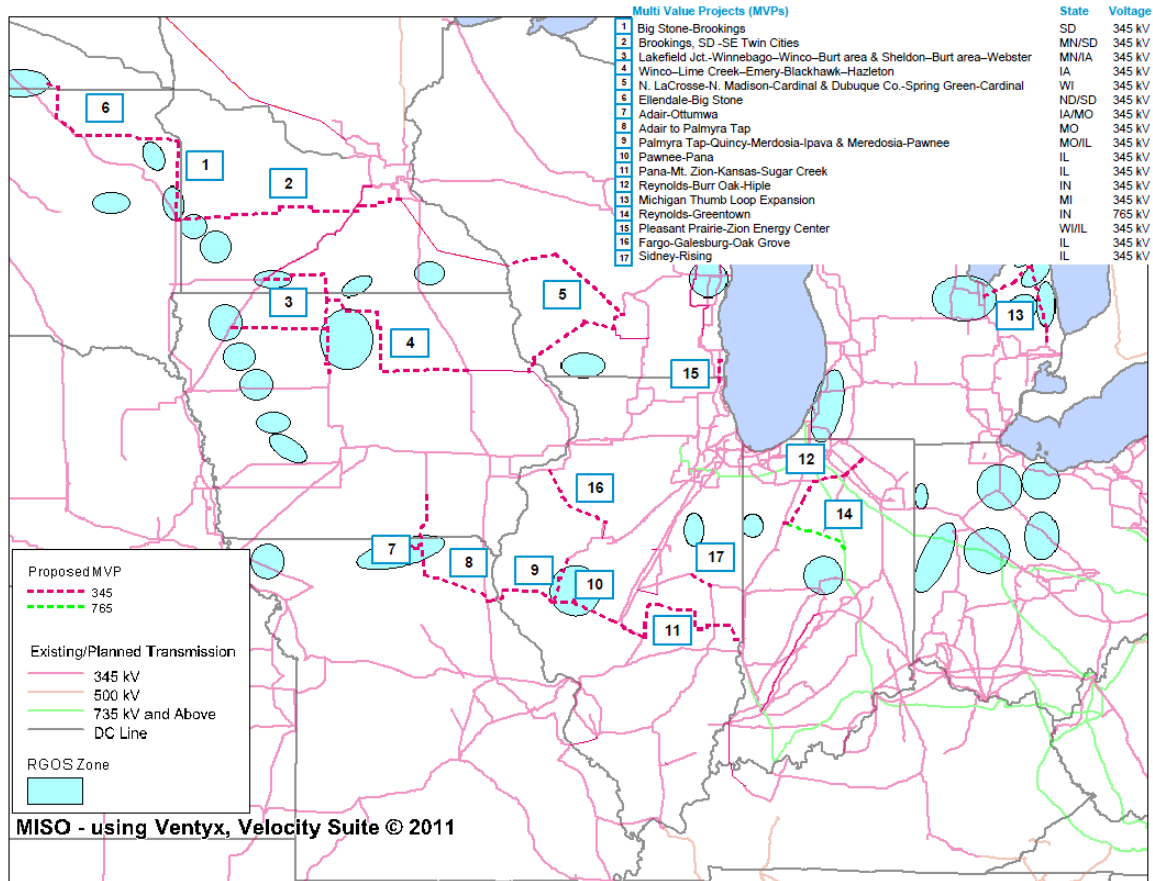 Multi Value Projects (MVPs) State Voltage
1 Big Stone-Brookings SD 345 kV
2 Brookings, SD -SE Twin Cities MN/SD 345 kV
3 Lakefield Jct.-Winnebago–Winco–Burt area & Sheldon–Burt area–Webster MN/IA 345 kV
4 Winco–Lime Creek–Emery-Blackhawk–Hazleton IA 345 kV
5 N. LaCrosse-N. Madison-Cardinal & Dubuque Co.-Spring Green-Cardinal WI 345 kV
6 Ellendale-Big Stone ND/SD 345 kV
7 Adair-Ottumwa IA/MO 345 kV
8 Adair to Palmyra Tap MO 345 kV
9 Palmyra Tap-Quincy-Merdosia-Ipava & Meredosia-Pawnee MO/IL 345 kV
10 Pawnee-Pana IL 345 kV
11 Pana-Mt. Zion-Kansas-Sugar Creek IL 345 kV
12 Reynolds-Burr Oak-Hiple IN 345 kV
13 Michigan Thumb Loop Expansion MI 345 kV
14 Reynolds-Greentown IN 765 kV
15 Pleasant Prairie-Zion Energy Center WI/IL 345 kV
16 Fargo-Galesburg-Oak Grove IL 345 kV
17 Sidney-Rising IL 345 kV
6
1
2
3
5
13
4
15
12
16
14
7
8
9
10
17
11
Proposed MVP
345
765
Existing/Planned Transmission
345 kV
500 kV
735 kV and Above
DC Line
RGOS Zone
MISO - using Ventyx, Velocity Suite © 2011